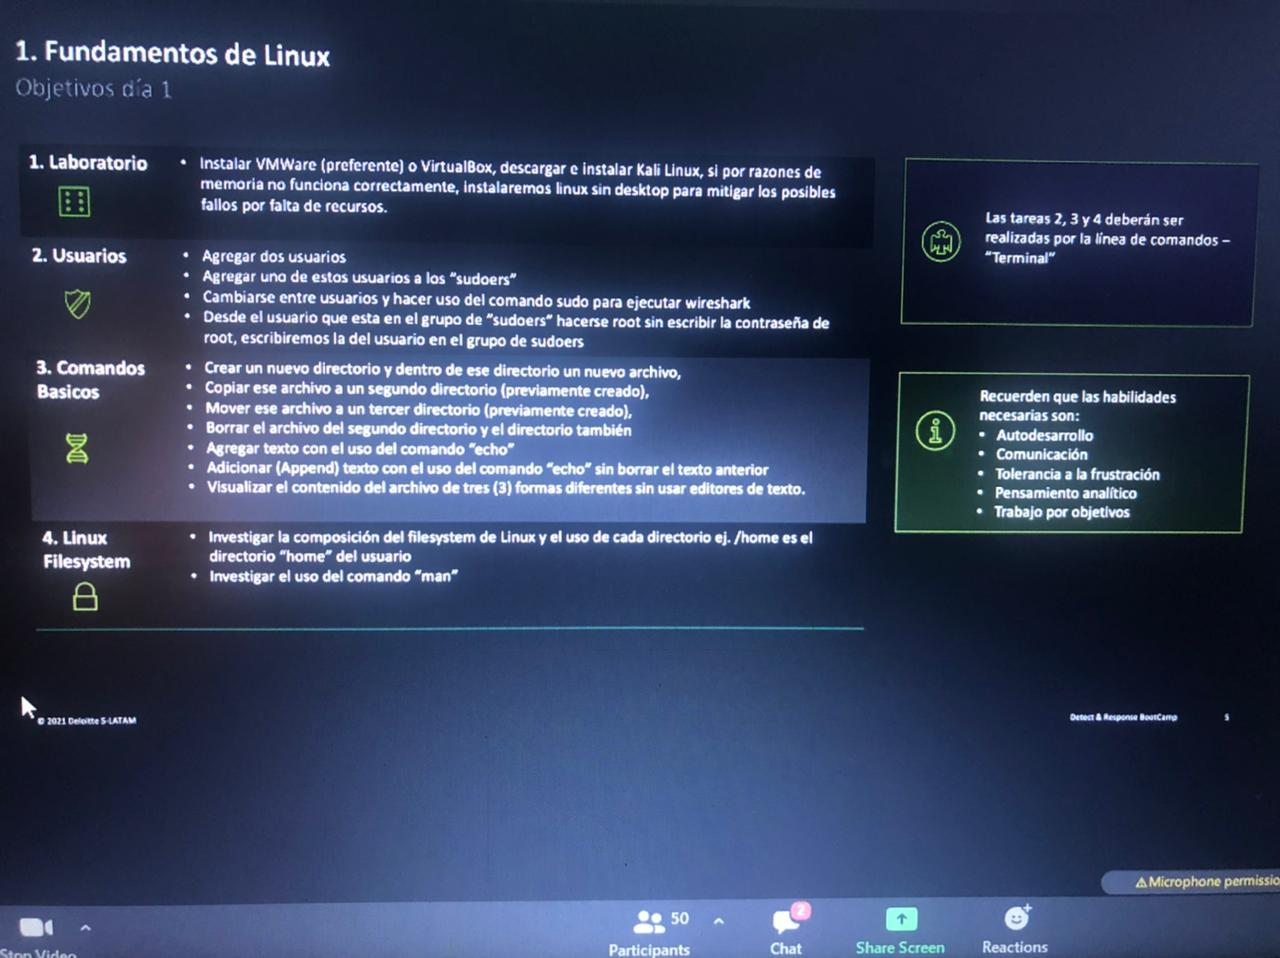 1. Fundamentos de Linux
Objetivos día 1
1. Laboratorio
• Instalar VMWare (preferente) o VirtualBox, descargar e instalar Kali Linux, si por razones de
memoria no funciona correctamente, instalaremos linux sin desktop para mitigar los posibles
fallos por falta de recursos.
2. Usuarios
• Agregar dos usuarios
• Agregar uno de estos usuarios a los "sudoers"
• Cambiarse entre usuarios y hacer uso del comando sudo para ejecutar wireshark
• Desde el usuario que esta en el grupo de "sudoers" hacerse root sin escribir la contraseña de
root, escribiremos la del usuario en el grupo de sudoers
3. Comandos
Basicos
• Crear un nuevo directorio y dentro de ese directorio un nuevo archivo,
• Copiar ese archivo a un segundo directorio (previamente creado),
• Mover ese archivo a un tercer directorio (previamente creado),
• Borrar el archivo del segundo directorio y el directorio también
• Agregar texto con el uso del comando "echo"
• Adicionar (Append) texto con el uso del comando "echo" sin borrar el texto anterior
• Visualizar el contenido del archivo de tres (3) formas diferentes sin usar editores de texto.
4. Linux
Filesystem
• Investigar la composición del filesystem de Linux y el uso de cada directorio ej. /home es el
directorio "home" del usuario
• Investigar el uso del comando "man"
Las tareas 2, 3 y 4 deberán ser
realizadas por la línea de comandos –
"Terminal"
Recuerden que las habilidades
necesarias son:
• Autodesarrollo
• Comunicación
• Tolerancia a la frustración
• Pensamiento analítico
• Trabajo por objetivos
© 2021 Deloitte S-LATAM
Detect & Response BootCamp
5
Microphone permissio
Stop Video
50
Participants
2
Chat
Share Screen
Reactions